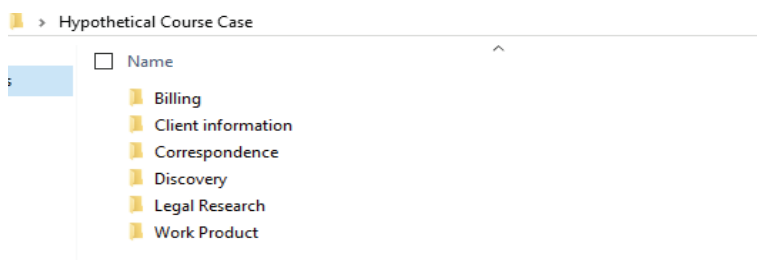 Hypothetical Course Case
Name
Billing
Client information
Correspondence
Discovery
Legal Research
Work Product